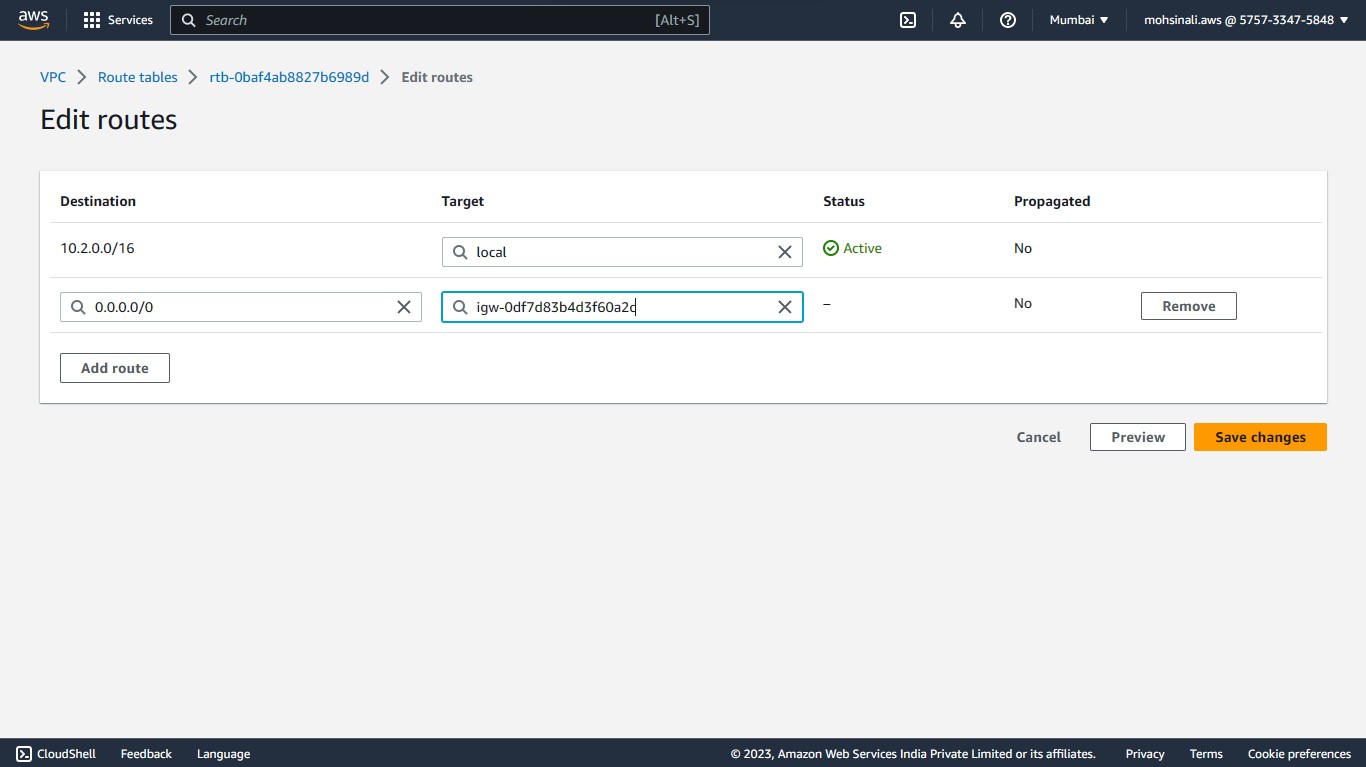 aws Services Search [Alt+S] Mumbai mohsinali.aws @ 5757-3347-5848
VPC Route tables rtb-0baf4ab8827b6989d Edit routes
Edit routes
Destination Target Status Propagated
10.2.0.0/16 local Active No
0.0.0.0/0 igw-0df7d83b4d3f60a2c – No Remove
Add route
Cancel Preview Save changes
CloudShell Feedback Language © 2023, Amazon Web Services India Private Limited or its affiliates. Privacy Terms Cookie preferences